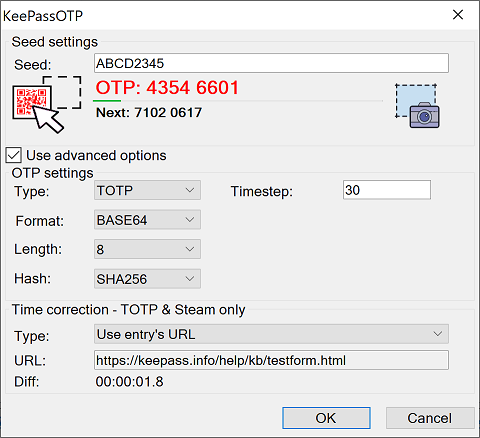 KeePassOTP
Seed settings
Seed: ABCD2345
OTP: 4354 6601
Next: 7102 0617
Use advanced options
OTP settings
Type: TOTP Timestep: 30
Format: BASE64
Length: 8
Hash: SHA256
Time correction - TOTP & Steam only
Type: Use entry's URL
URL: https://keepass.info/help/kb/testform.html
Diff: 00:00:01.8
OK Cancel